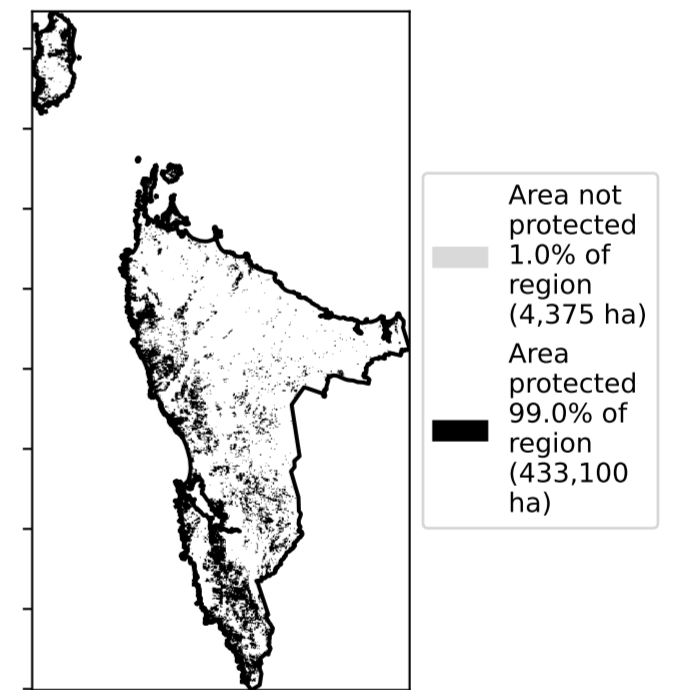 Area not
protected
1.0% of
region
(4,375 ha)
Area
protected
99.0% of
region
(433,100
ha)